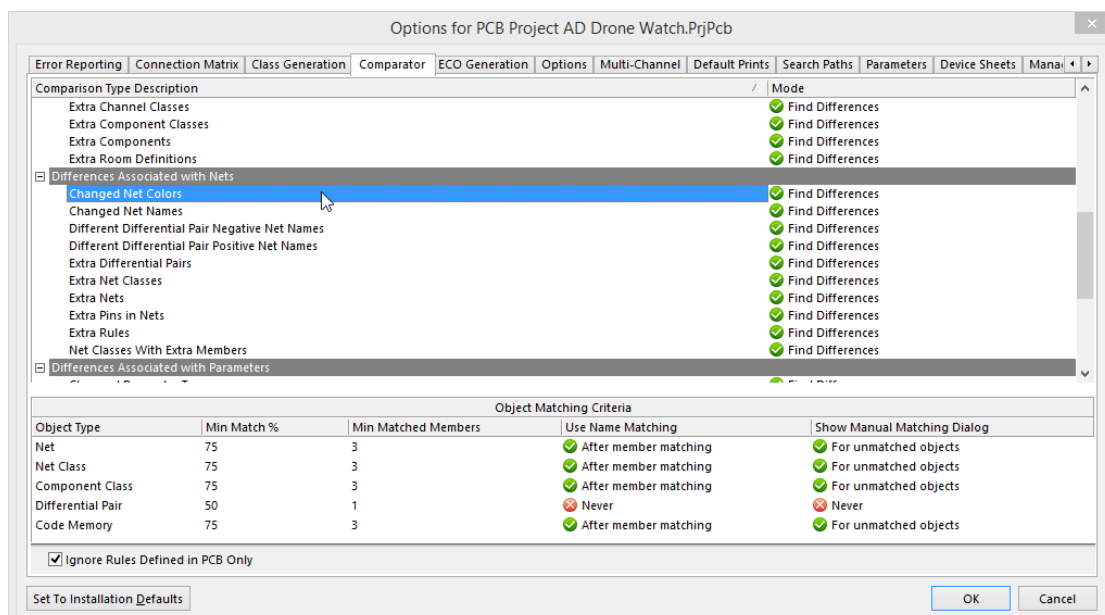 Options for PCB Project AD Drone Watch.PrjPcb
Error Reporting Connection Matrix Class Generation Comparator ECO Generation Options Multi-Channel Default Prints Search Paths Parameters Device Sheets
Comparison Type Description Mode
Extra Channel Classes Find Differences
Extra Component Classes Find Differences
Extra Components Find Differences
Extra Room Definitions Find Differences
Differences Associated with Nets
Changed Net Colors Find Differences
Changed Net Names Find Differences
Different Differential Pair Negative Net Names Find Differences
Different Differential Pair Positive Net Names Find Differences
Extra Differential Pairs Find Differences
Extra Net Classes Find Differences
Extra Nets Find Differences
Extra Pins in Nets Find Differences
Extra Rules Find Differences
Net Classes With Extra Members Find Differences
Differences Associated with Parameters
Object Matching Criteria
Object Type Min Match % Min Matched Members Use Name Matching Show Manual Matching Dialog
Net 75 3 After member matching For unmatched objects
Net Class 75 3 After member matching For unmatched objects
Component Class 75 3 After member matching For unmatched objects
Differential Pair 50 1 Never Never
Code Memory 75 3 After member matching For unmatched objects
Ignore Rules Defined in PCB Only
Set To Installation Defaults OK Cancel